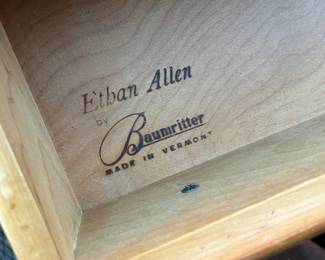 Ethan Allen
by
Baumritter
MADE IN VERMONT